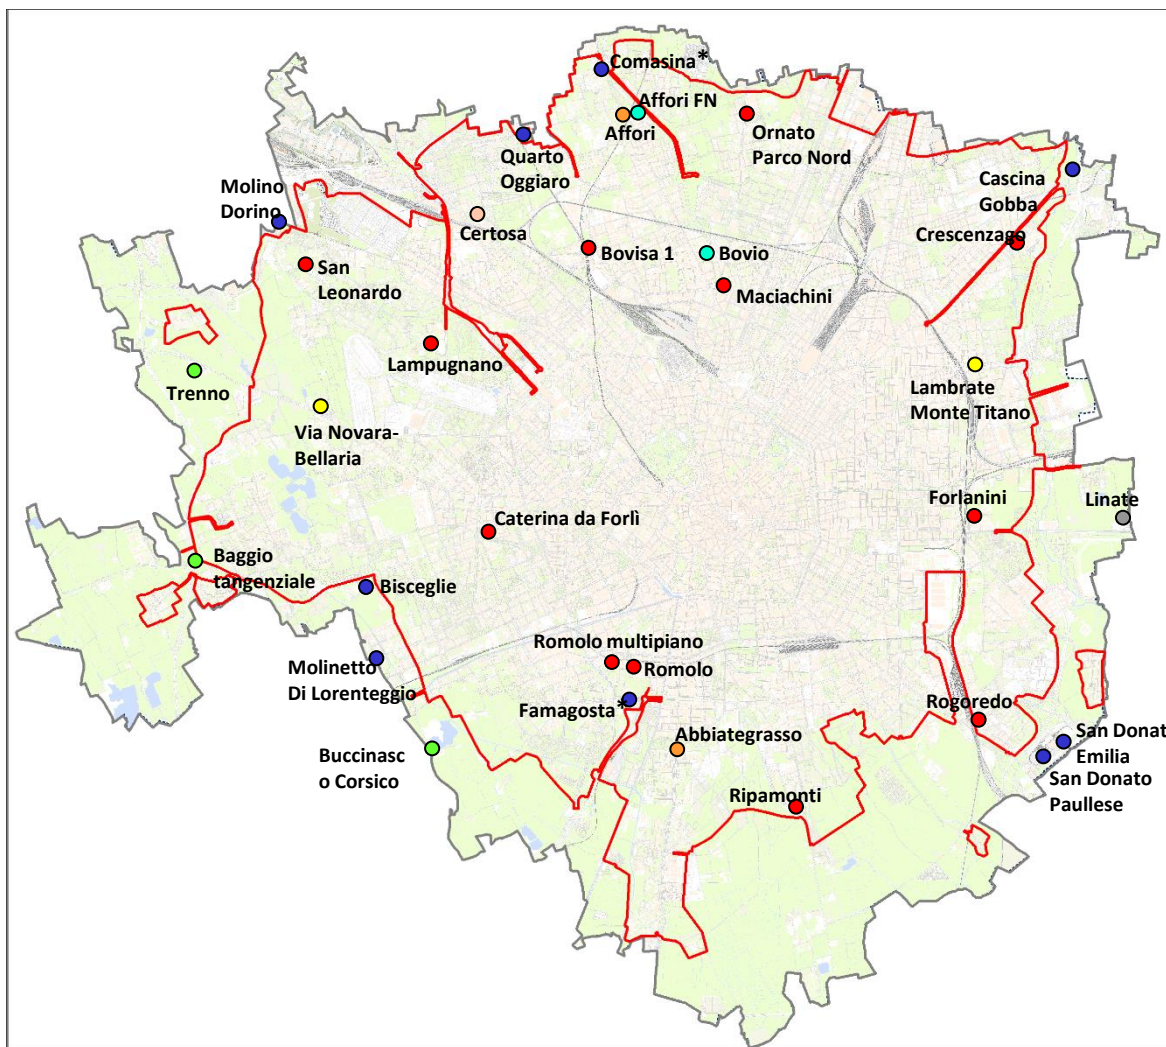 Comasina*
Affori FN
Affori
Ornato
Parco Nord
Quarto
Oggiaro
Cascina
Gobba
Molino
Dorino
Certosa
Crescenzago
Bovisa 1
Bovio
San
Leonardo
Maciachini
Lampugnano
Trenno
Lambrate
Monte Titano
Via Novara-
Bellaria
Forlanini
Linate
Caterina da Forlì
Baggio
tangenziale
Bisceglie
Romolo multipiano
Romolo
Molinetto
Di Lorenteggio
Famagosta*
Rogoredo
Abbiategrasso
San Donat
Emilia
San Donato
Paullese
Buccinasc
o Corsico
Ripamonti